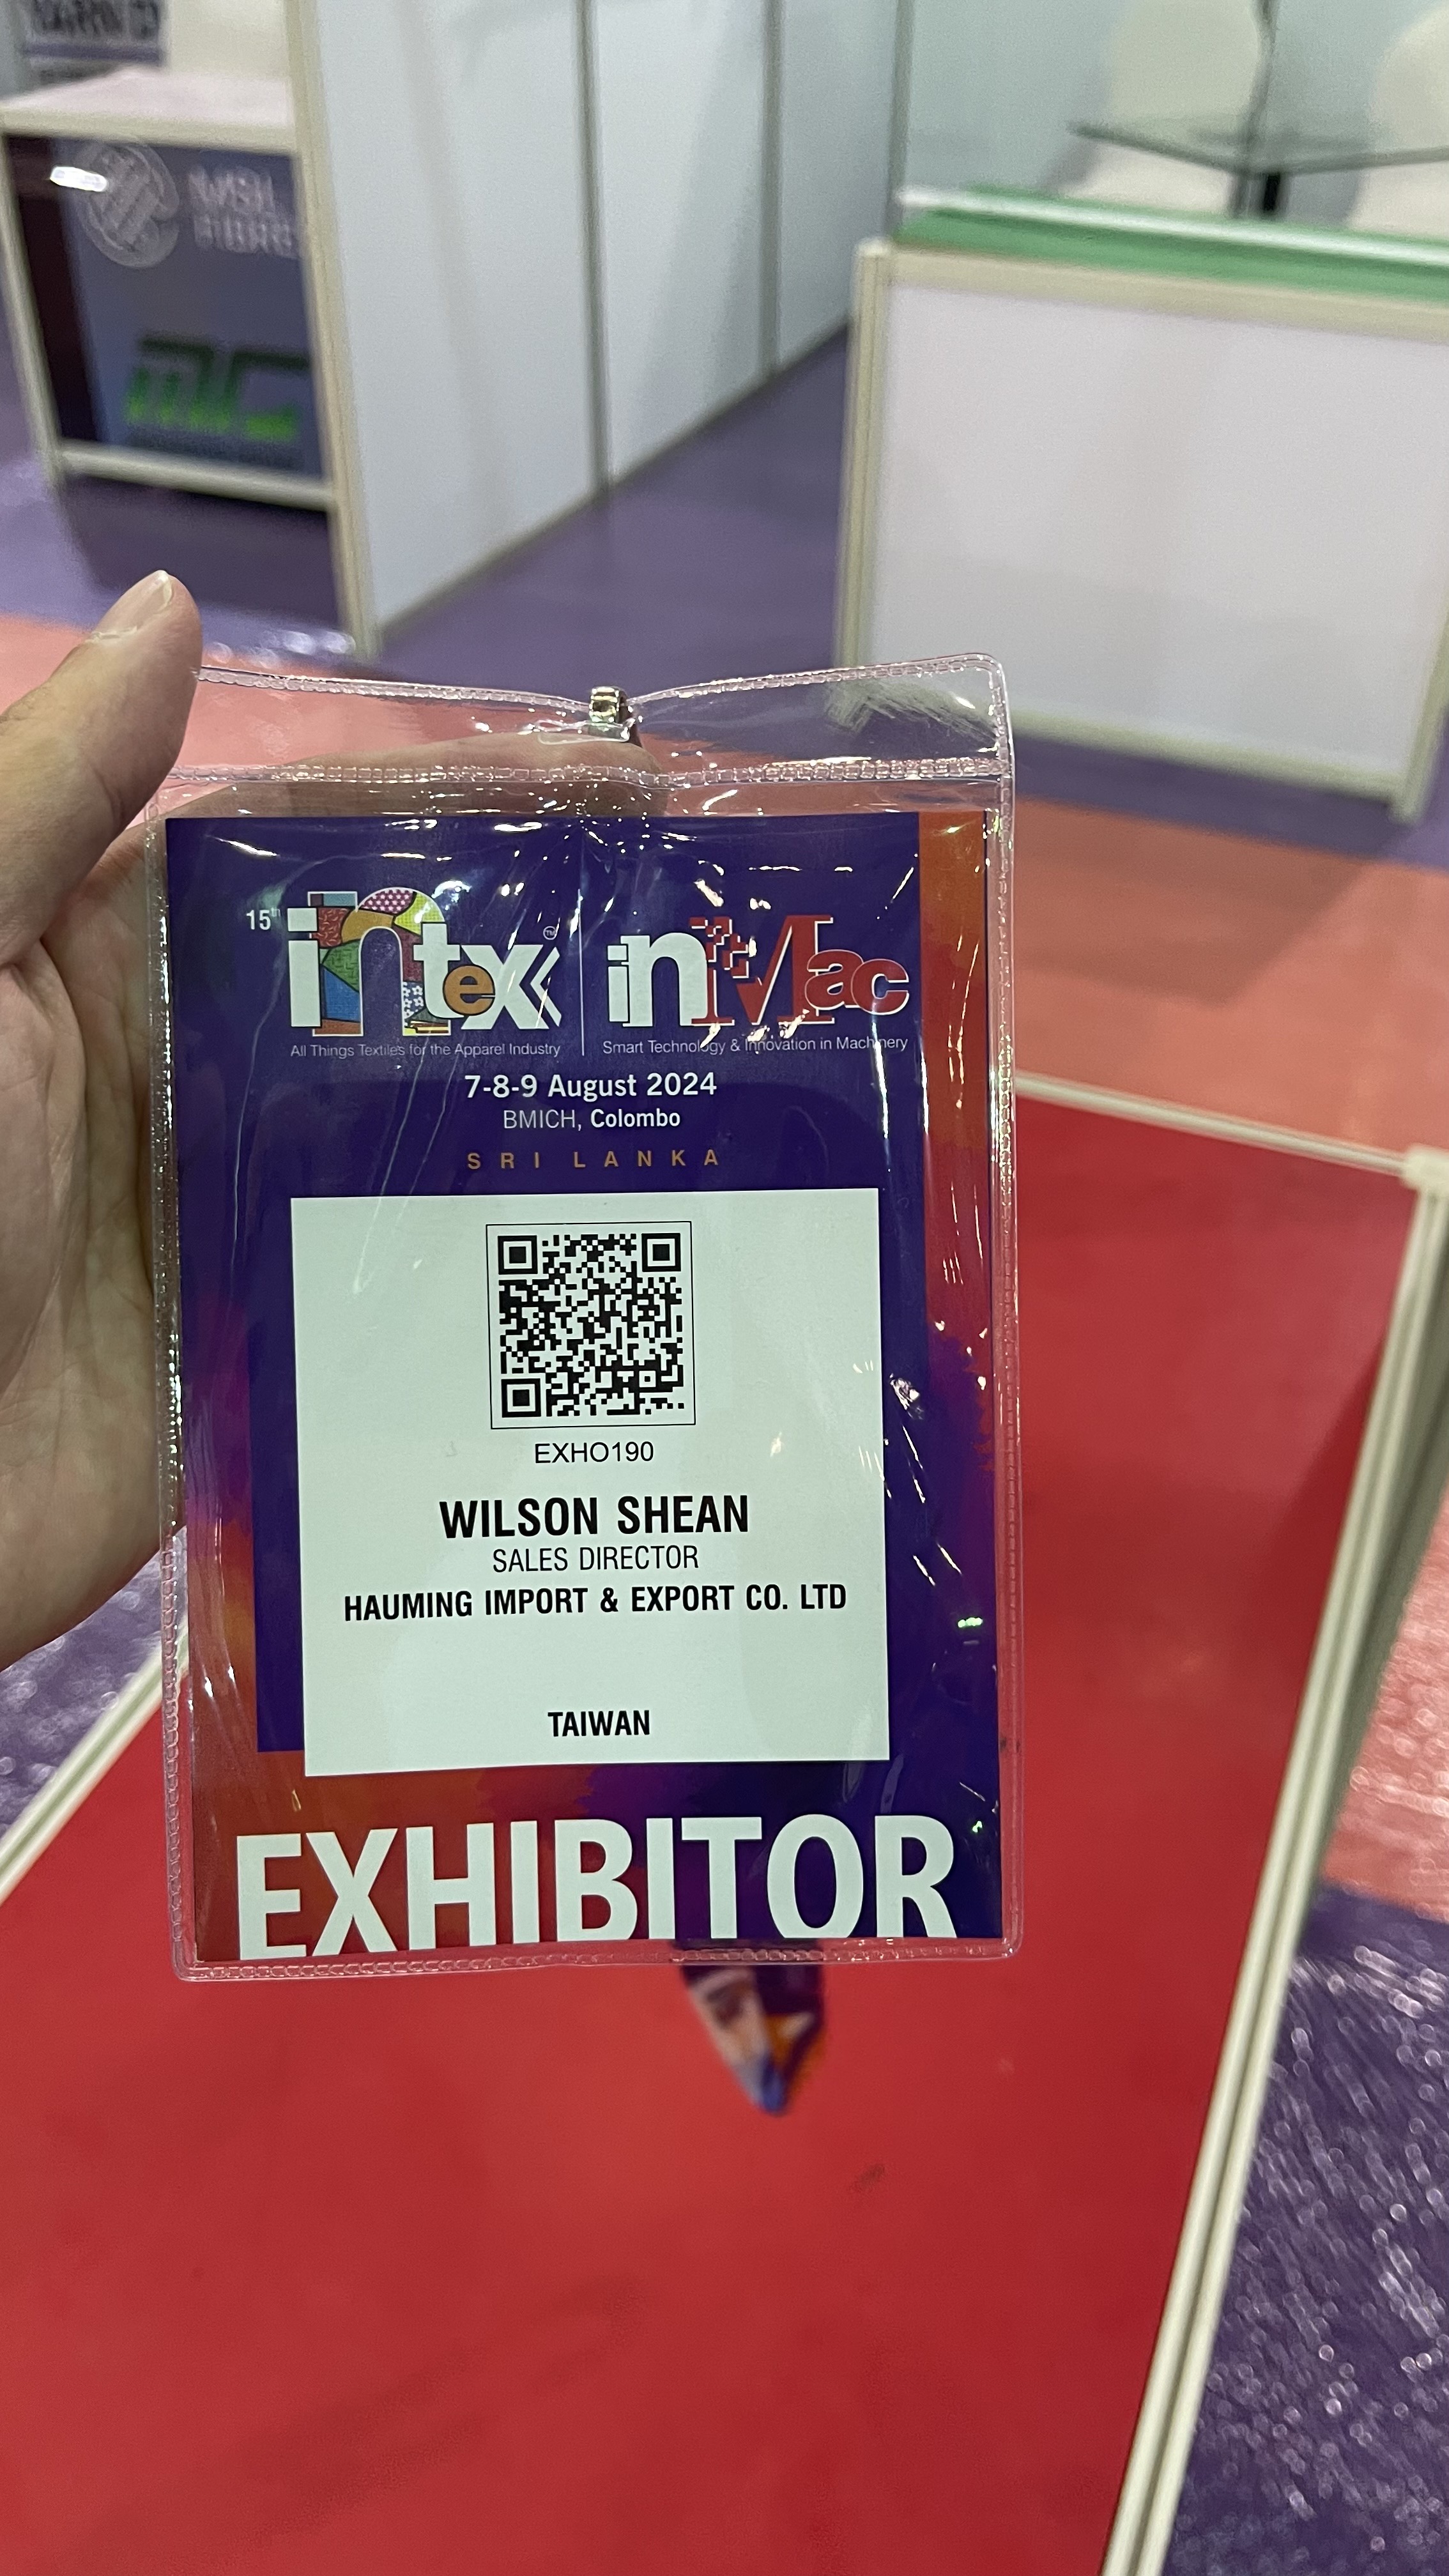 15th intex™ | inMac
All Things Textiles for the Apparel Industry | Smart Technology & Innovation in Machinery
7-8-9 August 2024
BMICH, Colombo
SRI LANKA
EXHO190
WILSON SHEAN
SALES DIRECTOR
HAUMING IMPORT & EXPORT CO. LTD
TAIWAN
EXHIBITOR